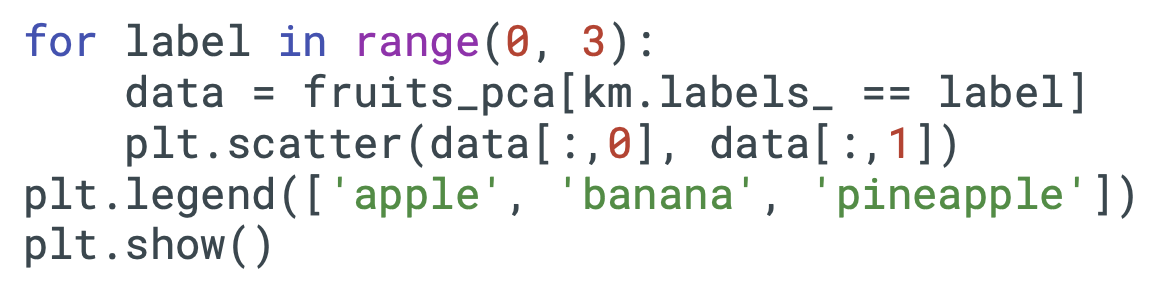 for label in range(0, 3):
    data = fruits_pca[km.labels_ == label]
    plt.scatter(data[:,0], data[:,1])
plt.legend(['apple', 'banana', 'pineapple'])
plt.show()